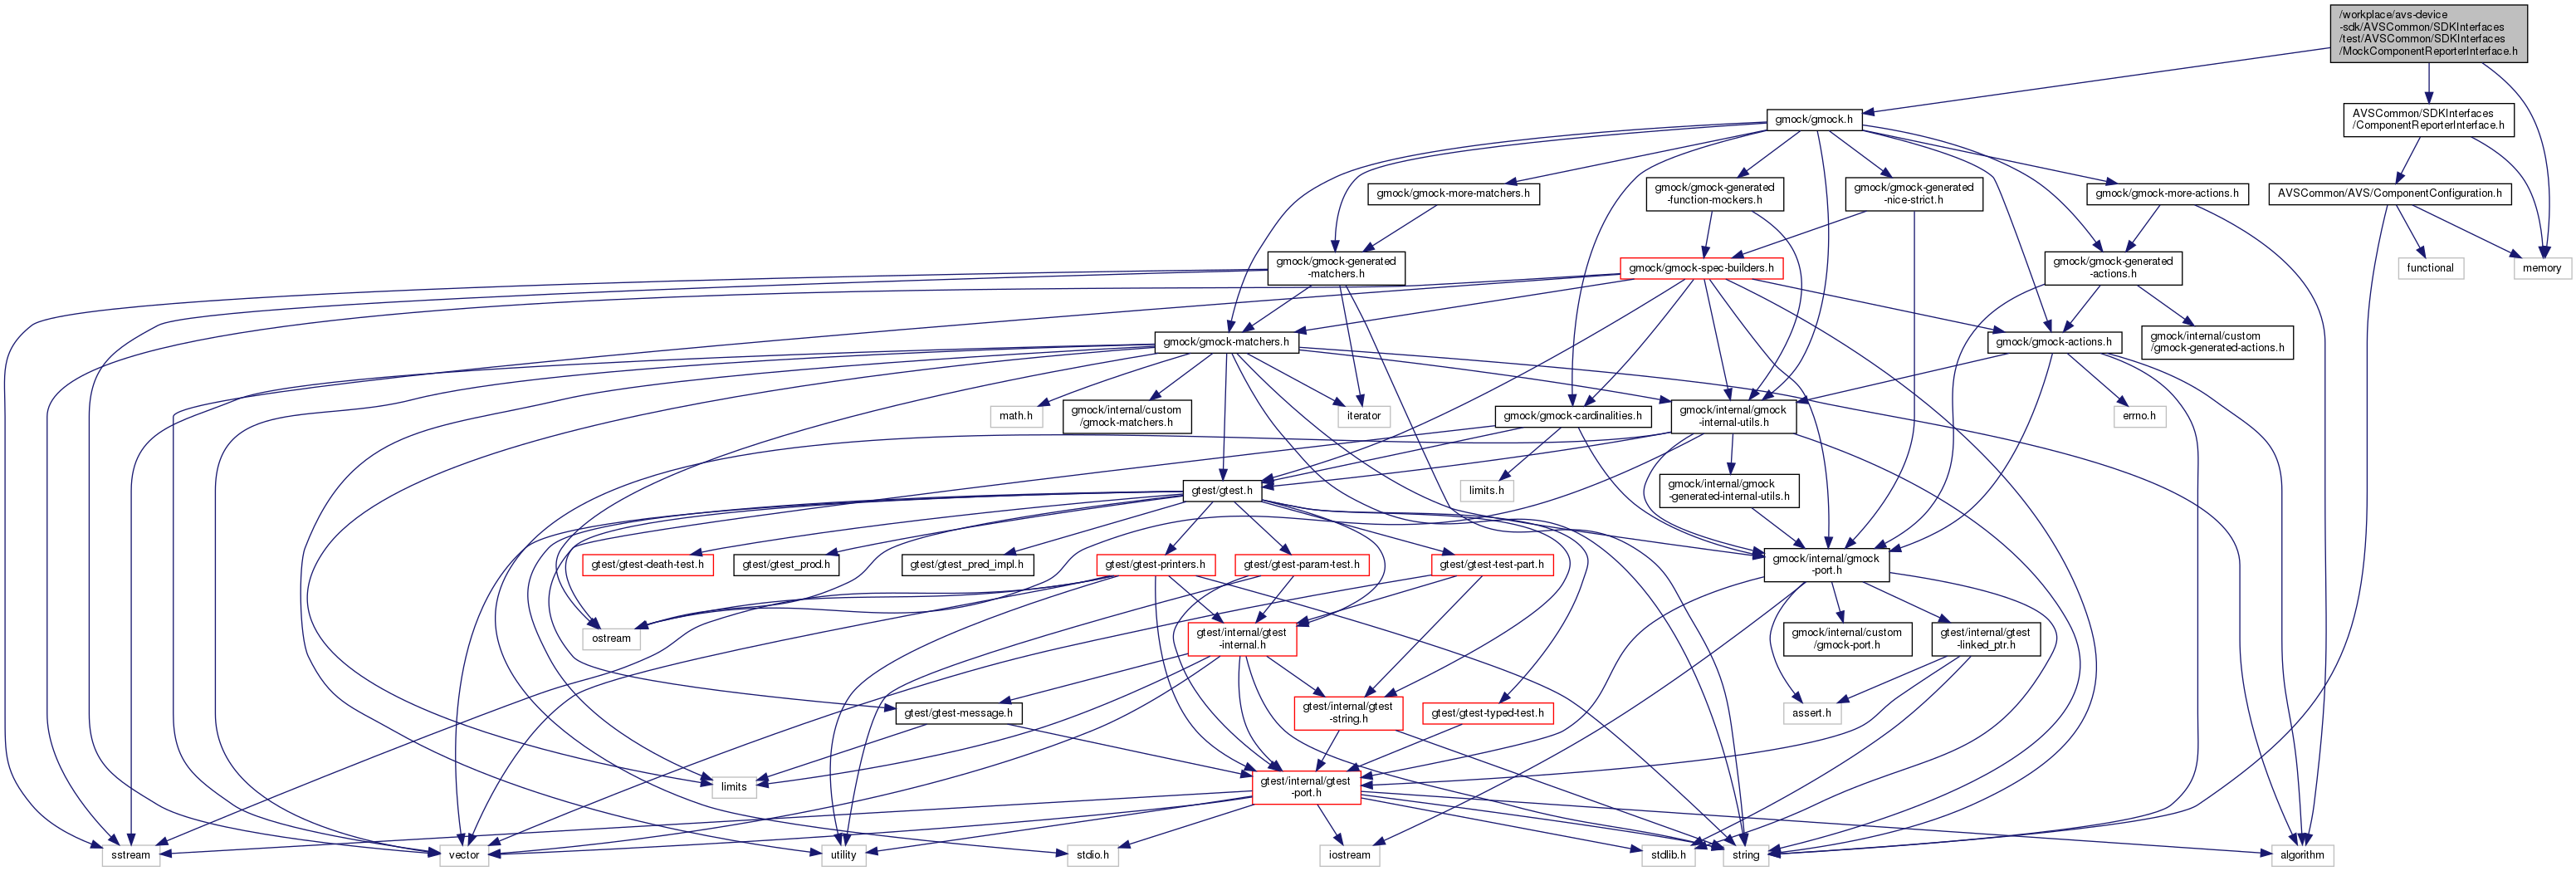 /workplace/avs-device
-sdk/AVSCommon/SDKInterfaces
/test/AVSCommon/SDKInterfaces
/MockComponentReporterInterface.h
gmock/gmock.h
AVSCommon/SDKInterfaces
/ComponentReporterInterface.h
gmock/gmock-more-matchers.h
gmock/gmock-generated
-function-mockers.h
gmock/gmock-generated
-nice-strict.h
gmock/gmock-more-actions.h
AVSCommon/AVS/ComponentConfiguration.h
gmock/gmock-generated
-matchers.h
gmock/gmock-spec-builders.h
gmock/gmock-generated
-actions.h
functional
memory
gmock/gmock-matchers.h
gmock/gmock-actions.h
gmock/internal/custom
/gmock-generated-actions.h
math.h
gmock/internal/custom
/gmock-matchers.h
iterator
gmock/gmock-cardinalities.h
gmock/internal/gmock
-internal-utils.h
errno.h
gtest/gtest.h
limits.h
gmock/internal/gmock
-generated-internal-utils.h
gtest/gtest-death-test.h
gtest/gtest_prod.h
gtest/gtest_pred_impl.h
gtest/gtest-printers.h
gtest/gtest-param-test.h
gtest/gtest-test-part.h
gmock/internal/gmock
-port.h
ostream
gtest/internal/gtest
-internal.h
gmock/internal/custom
/gmock-port.h
gtest/internal/gtest
-linked_ptr.h
gtest/gtest-message.h
gtest/internal/gtest
-string.h
gtest/gtest-typed-test.h
assert.h
limits
gtest/internal/gtest
-port.h
sstream
vector
utility
stdio.h
iostream
stdlib.h
string
algorithm